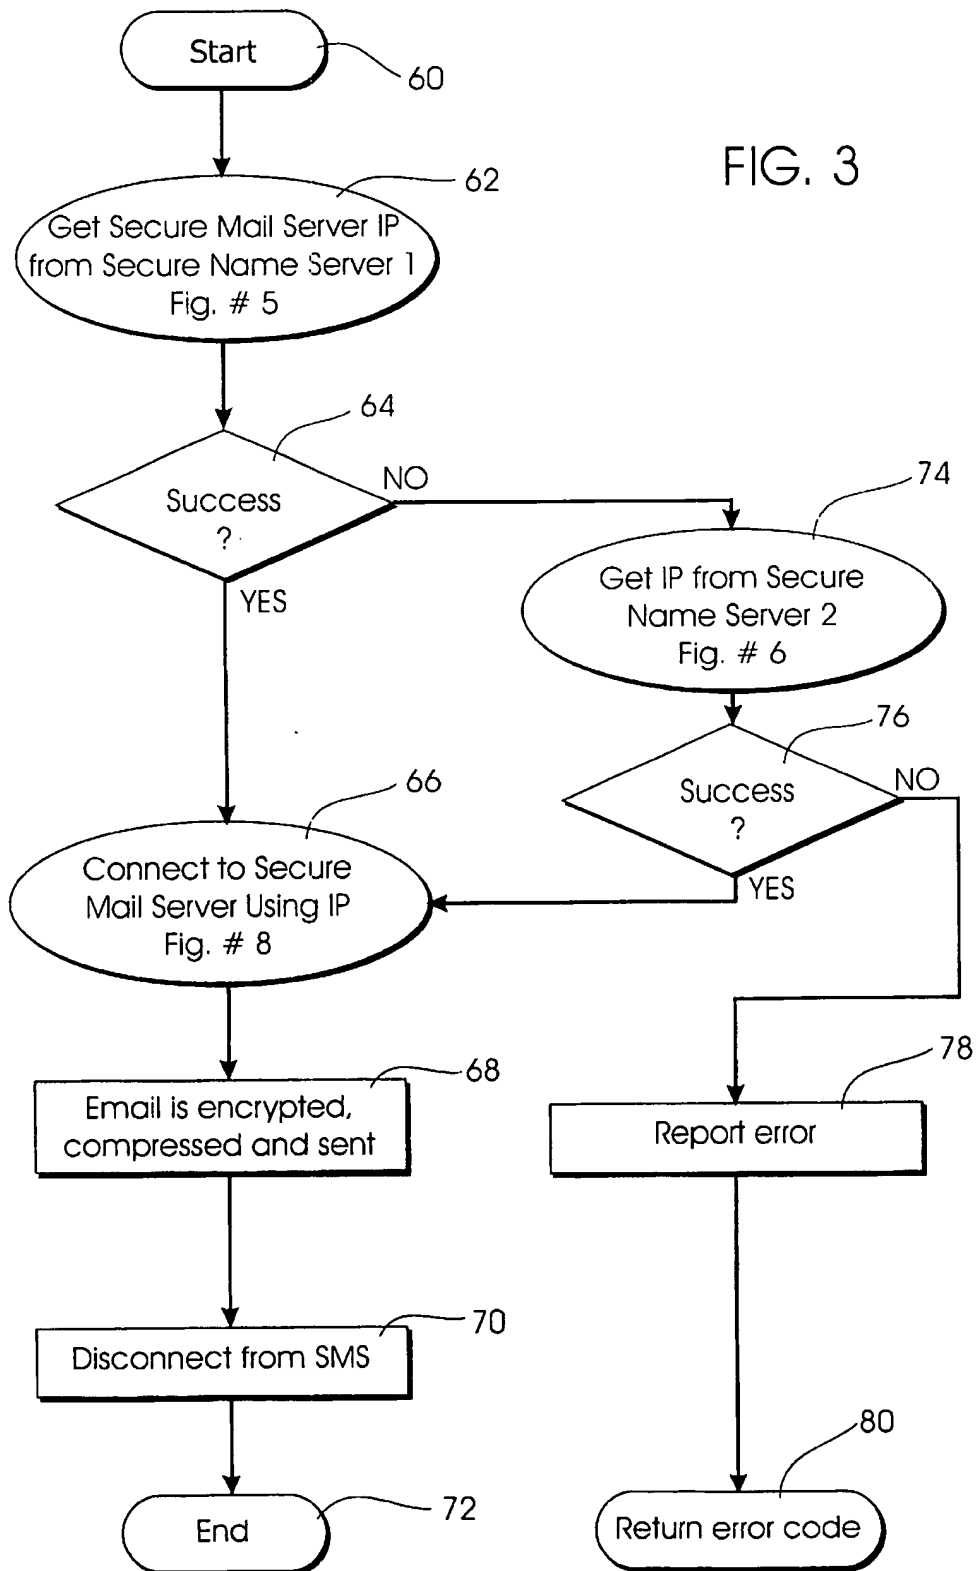 Start
60
FIG. 3
62
Get Secure Mail Server IP
from Secure Name Server 1
Fig. # 5
64
Success
?
NO
YES
74
Get IP from Secure
Name Server 2
Fig. # 6
76
Success
?
NO
YES
66
Connect to Secure
Mail Server Using IP
Fig. # 8
68
Email is encrypted,
compressed and sent
78
Report error
70
Disconnect from SMS
72
End
80
Return error code